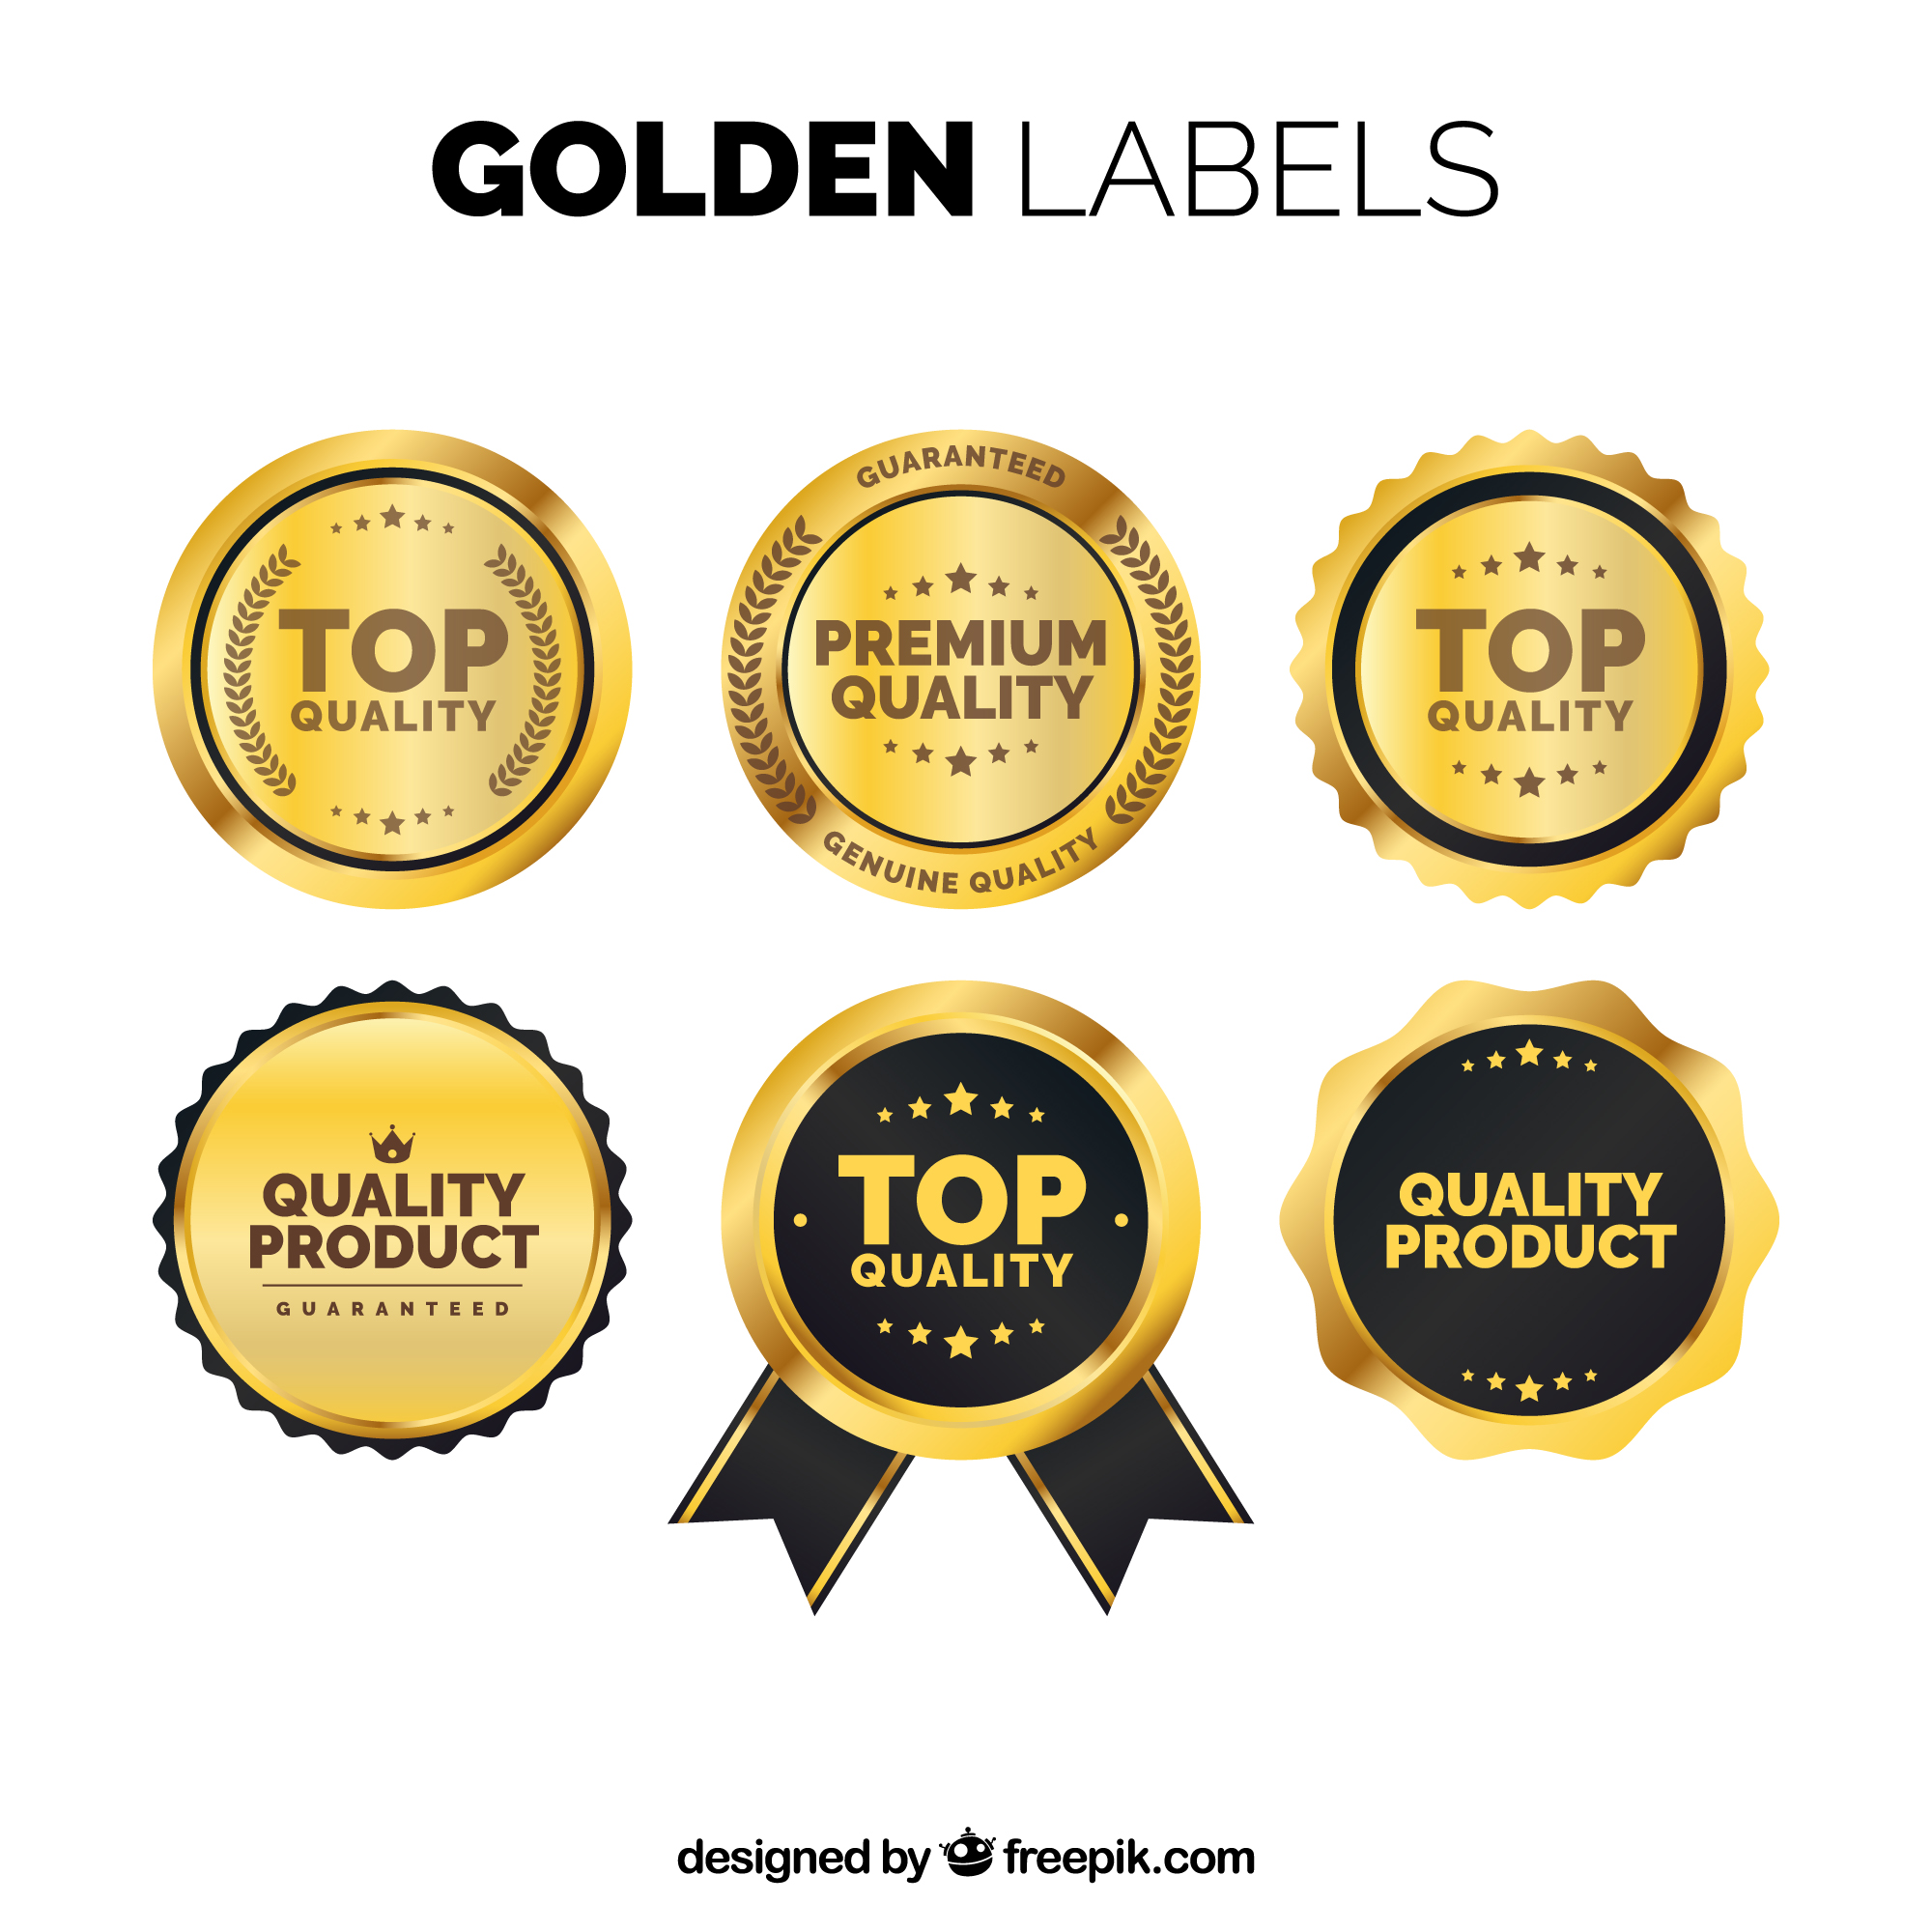 GOLDEN LABELS
TOP
QUALITY
GUARANTEED
PREMIUM
QUALITY
GENUINE QUALITY
TOP
QUALITY
QUALITY
PRODUCT
GUARANTEED
TOP
QUALITY
QUALITY
PRODUCT
designed by freepik.com